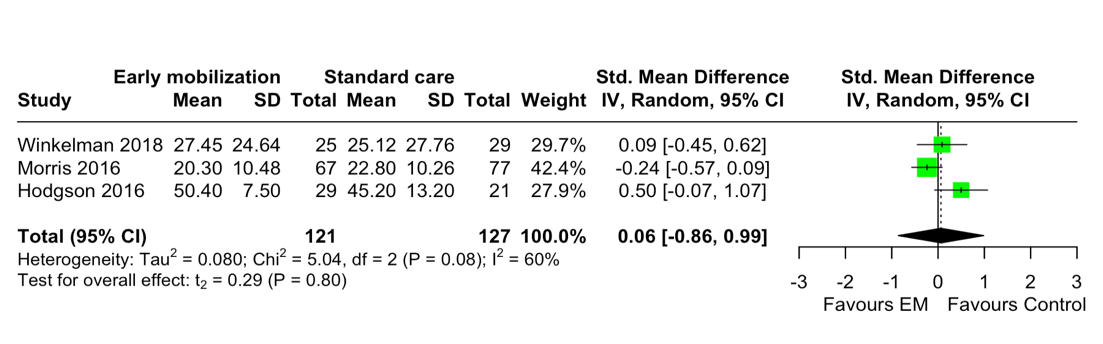 Early mobilization Standard care Std. Mean Difference Std. Mean Difference
Study Mean SD Total Mean SD Total Weight IV, Random, 95% CI IV, Random, 95% CI
Winkelman 2018 27.45 24.64 25 25.12 27.76 29 29.7% 0.09 [-0.45, 0.62]
Morris 2016 20.30 10.48 67 22.80 10.26 77 42.4% -0.24 [-0.57, 0.09]
Hodgson 2016 50.40 7.50 29 45.20 13.20 21 27.9% 0.50 [-0.07, 1.07]
Total (95% CI) 121 127 100.0% 0.06 [-0.86, 0.99]
Heterogeneity: Tau² = 0.080; Chi² = 5.04, df = 2 (P = 0.08); I² = 60%
Test for overall effect: t₂ = 0.29 (P = 0.80)
-3 -2 -1 0 1 2 3
Favours EM Favours Control